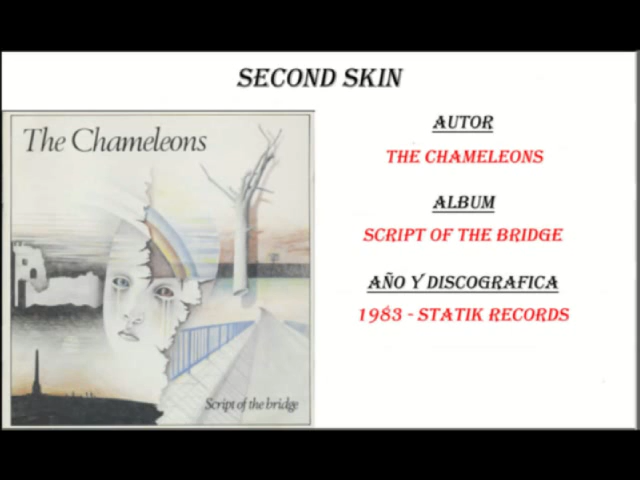 SECOND SKIN
The Chameleons
Script of the bridge
AUTOR
THE CHAMELEONS
ALBUM
SCRIPT OF THE BRIDGE
AÑO Y DISCOGRAFICA
1983 - STATIK RECORDS